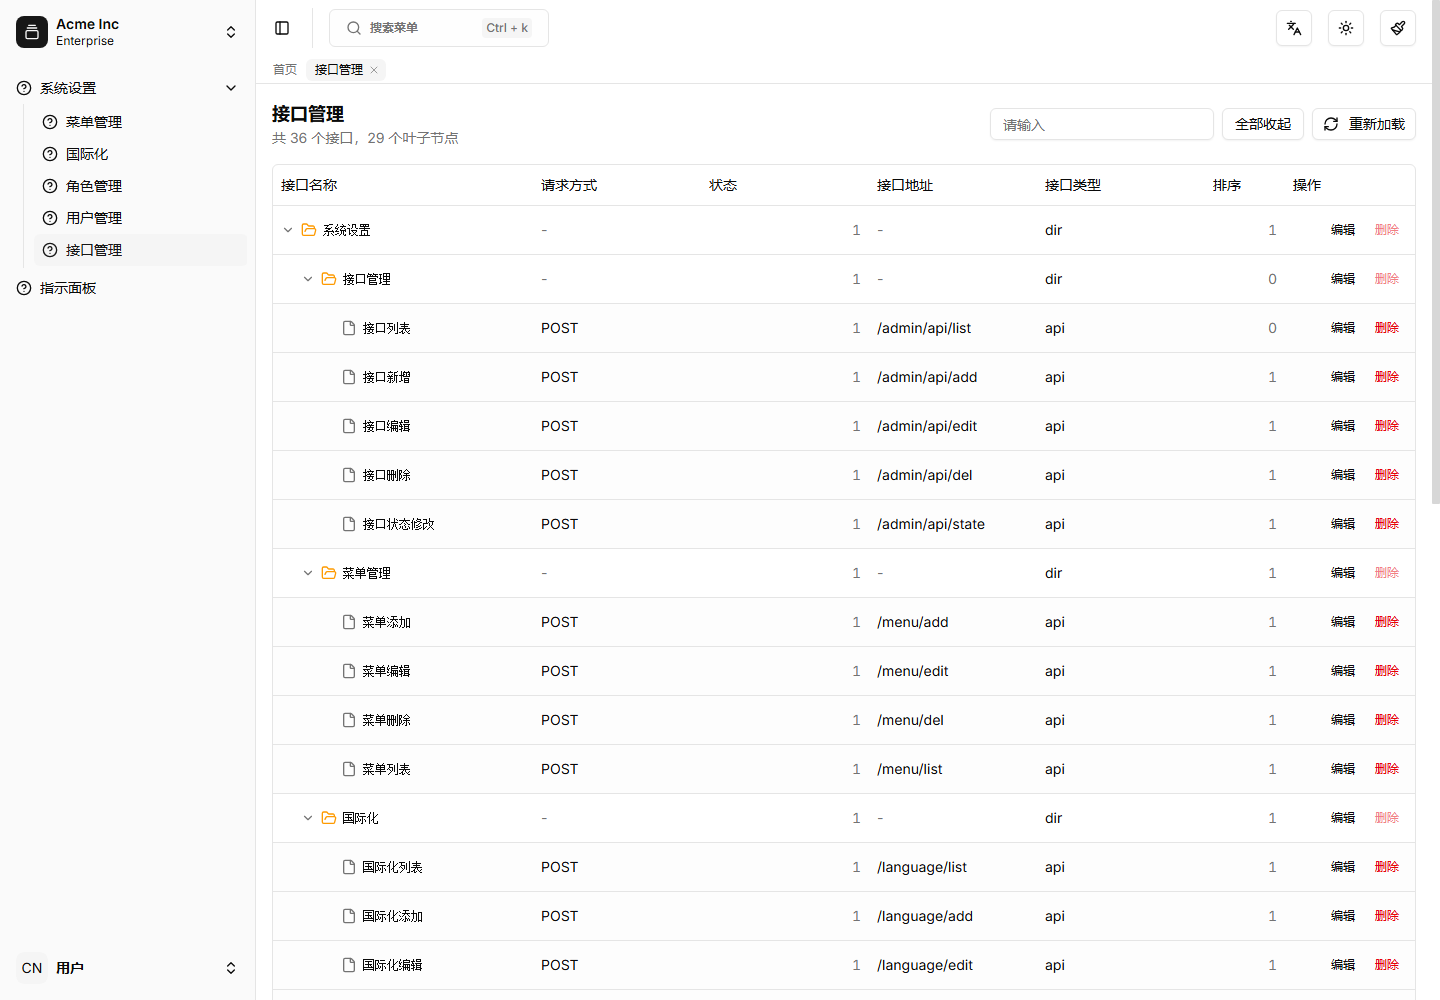 Acme Inc
Enterprise
系统设置
菜单管理
国际化
角色管理
用户管理
接口管理
指示面板
CN 用户
搜索菜单 Ctrl + k
首页 接口管理
接口管理
共 36 个接口，29 个叶子节点
请输入 全部收起 重新加载
接口名称 请求方式 状态 接口地址 接口类型 排序 操作
系统设置 - 1 - dir 1 编辑 删除
接口管理 - 1 - dir 0 编辑 删除
接口列表 POST 1 /admin/api/list api 0 编辑 删除
接口新增 POST 1 /admin/api/add api 1 编辑 删除
接口编辑 POST 1 /admin/api/edit api 1 编辑 删除
接口删除 POST 1 /admin/api/del api 1 编辑 删除
接口状态修改 POST 1 /admin/api/state api 1 编辑 删除
菜单管理 - 1 - dir 1 编辑 删除
菜单添加 POST 1 /menu/add api 1 编辑 删除
菜单编辑 POST 1 /menu/edit api 1 编辑 删除
菜单删除 POST 1 /menu/del api 1 编辑 删除
菜单列表 POST 1 /menu/list api 1 编辑 删除
国际化 - 1 - dir 1 编辑 删除
国际化列表 POST 1 /language/list api 1 编辑 删除
国际化添加 POST 1 /language/add api 1 编辑 删除
国际化编辑 POST 1 /language/edit api 1 编辑 删除